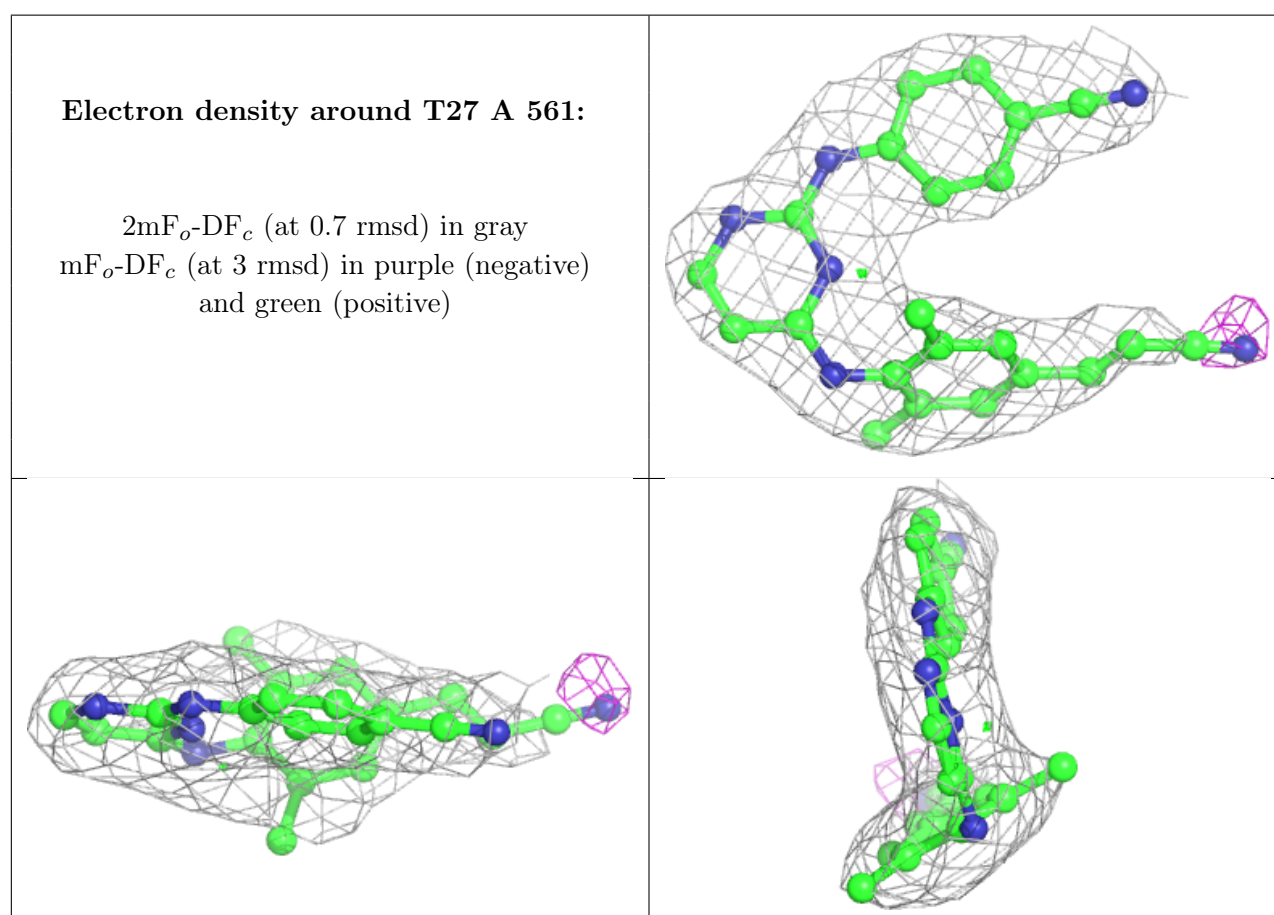 Electron density around T27 A 561:
2mFo-DFc (at 0.7 rmsd) in gray
mFo-DFc (at 3 rmsd) in purple (negative)
and green (positive)